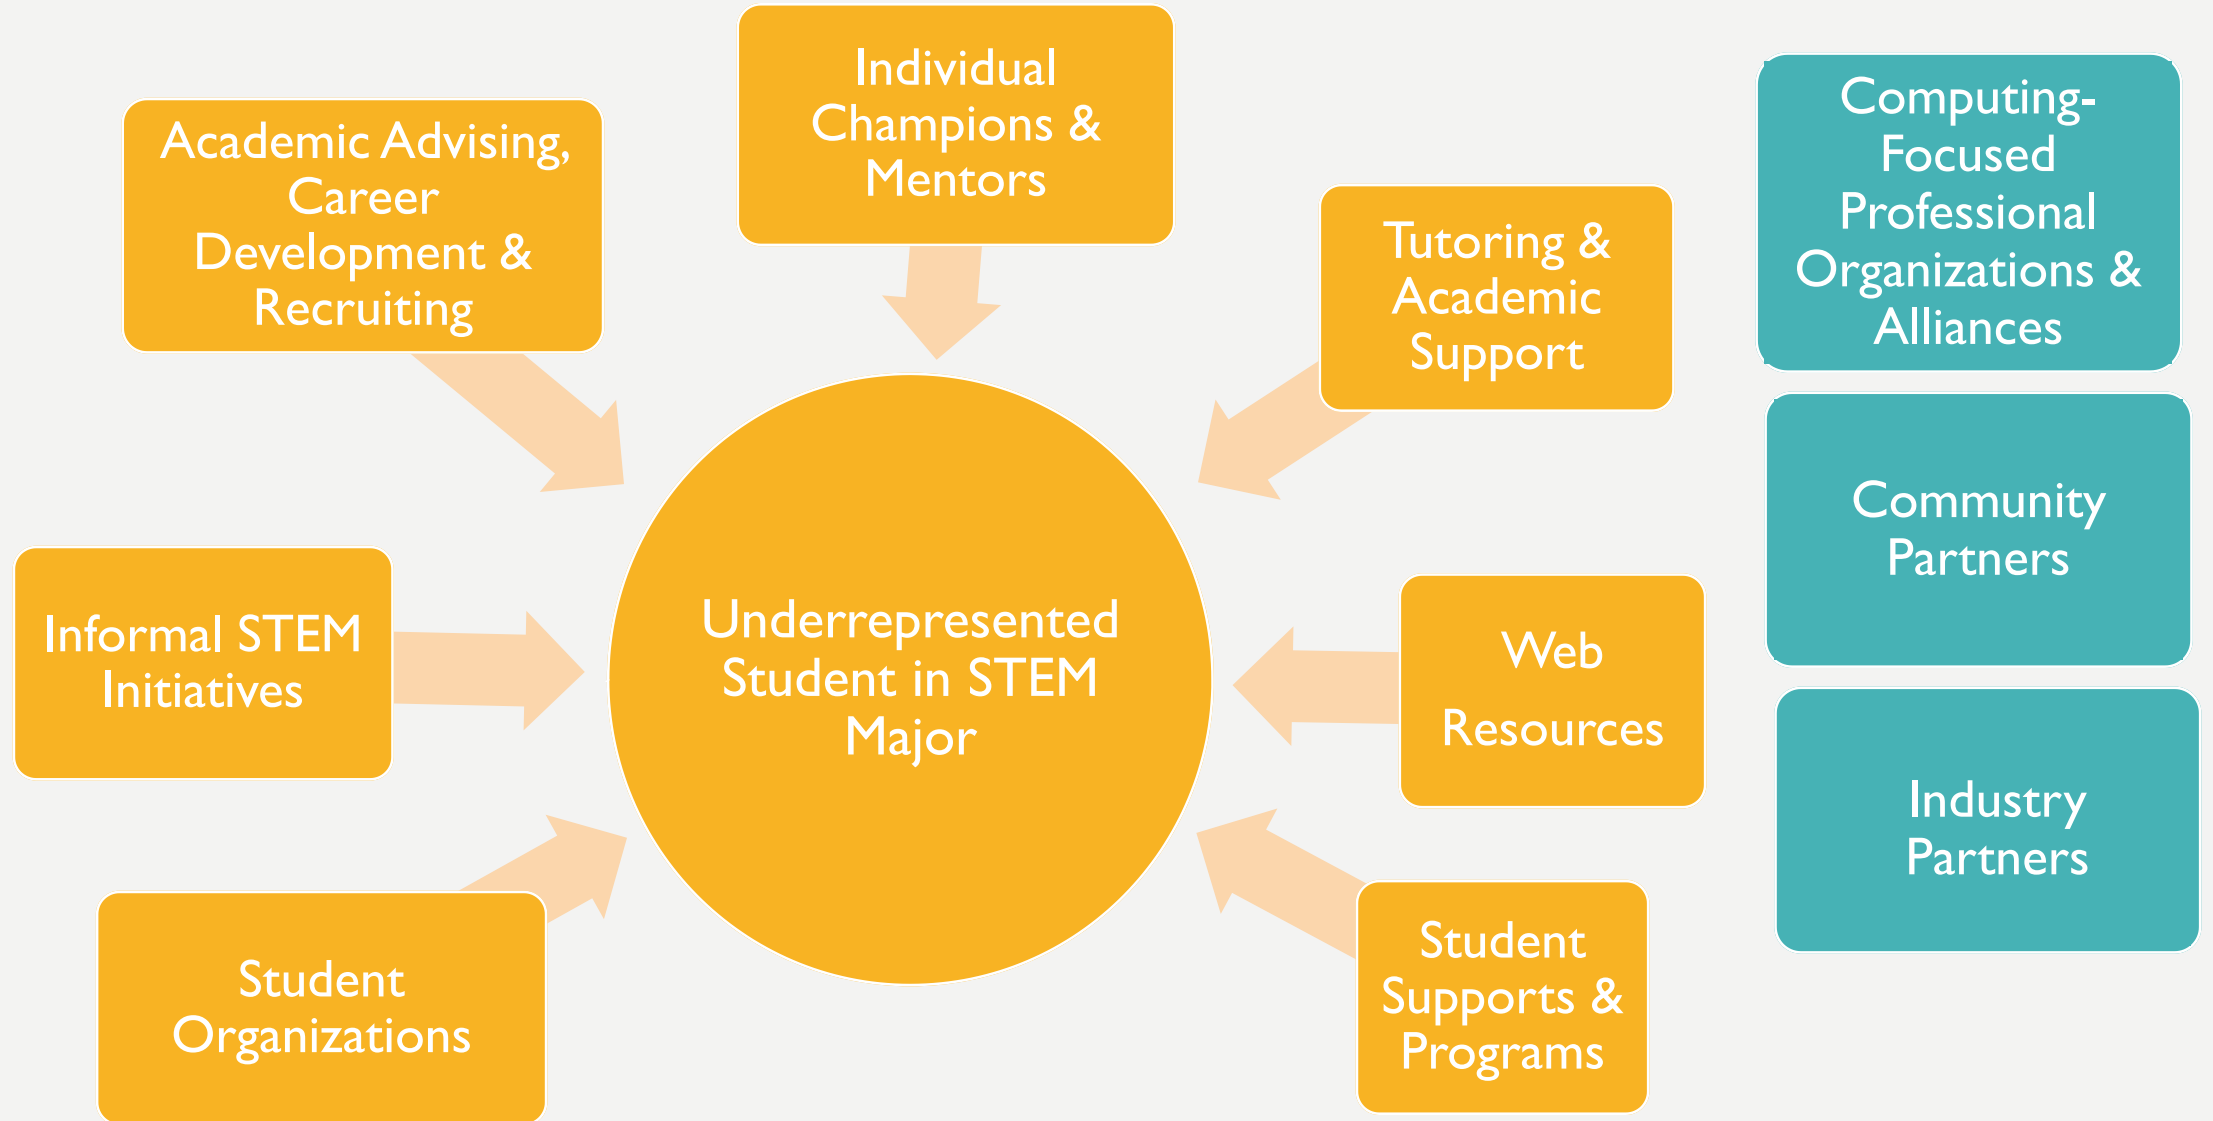 Individual
Champions &
Mentors
Academic Advising,
Career
Development &
Recruiting
Tutoring &
Academic
Support
Informal STEM
Initiatives
Underrepresented
Student in STEM
Major
Web
Resources
Student
Organizations
Student
Supports &
Programs
Computing-
Focused
Professional
Organizations &
Alliances
Community
Partners
Industry
Partners